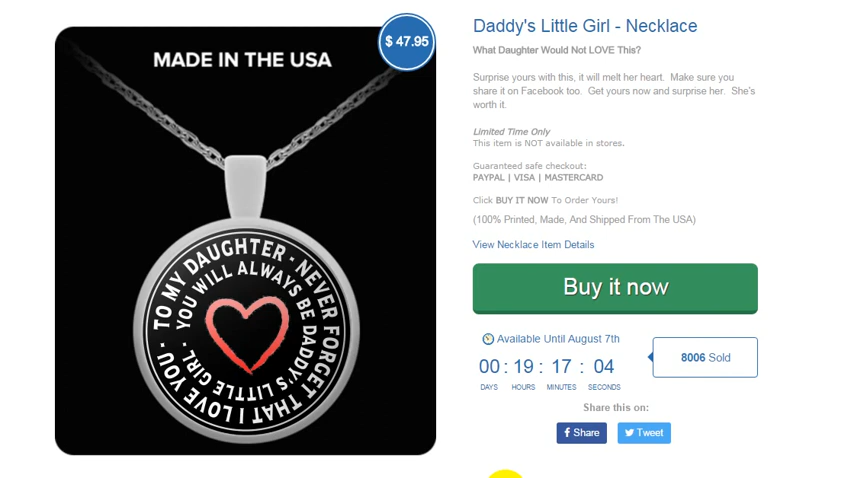 Daddy's Little Girl - Necklace
$ 47.95
MADE IN THE USA
What Daughter Would Not LOVE This?
Surprise yours with this, it will melt her heart. Make sure you
share it on Facebook too. Get yours now and surprise her. She's
worth it.
Limited Time Only
This item is NOT available in stores.
Guaranteed safe checkout:
PAYPAL | VISA | MASTERCARD
Click BUY IT NOW To Order Yours!
(100% Printed, Made, And Shipped From The USA)
View Necklace Item Details
TO MY DAUGHTER - NEVER FORGET THAT I LOVE YOU -
YOU WILL ALWAYS BE DADDY'S LITTLE GIRL -
Buy it now
Available Until August 7th
00 : 19 : 17 : 04
DAYS HOURS MINUTES SECONDS
8006 Sold
Share this on:
Share
Tweet